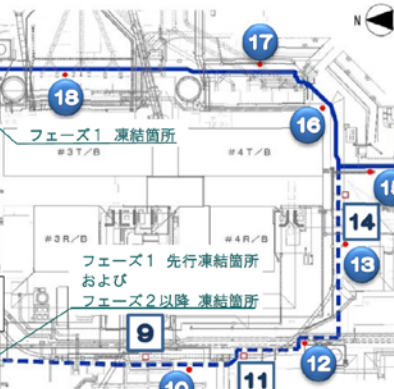 N
17
18
16
フェーズ1 凍結箇所
#3T/B
#4T/B
15
14
#3R/B
#4R/B
13
フェーズ1 先行凍結箇所
および
フェーズ2以降 凍結箇所
9
12
10
11